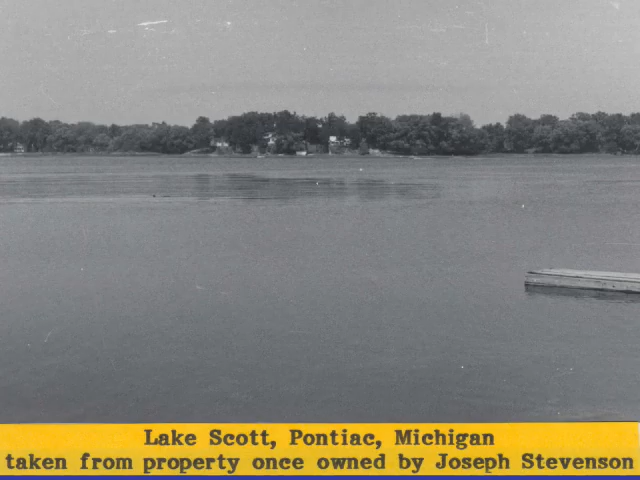 Lake Scott, Pontiac, Michigan
taken from property once owned by Joseph Stevenson